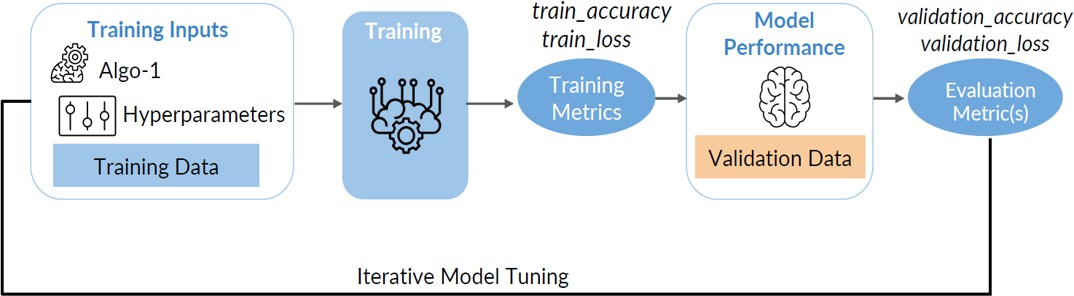 Training Inputs
Algo-1
Hyperparameters
Training Data
Training
train_accuracy
train_loss
Training
Metrics
Model
Performance
Validation Data
validation_accuracy
validation_loss
Evaluation
Metric(s)
Iterative Model Tuning